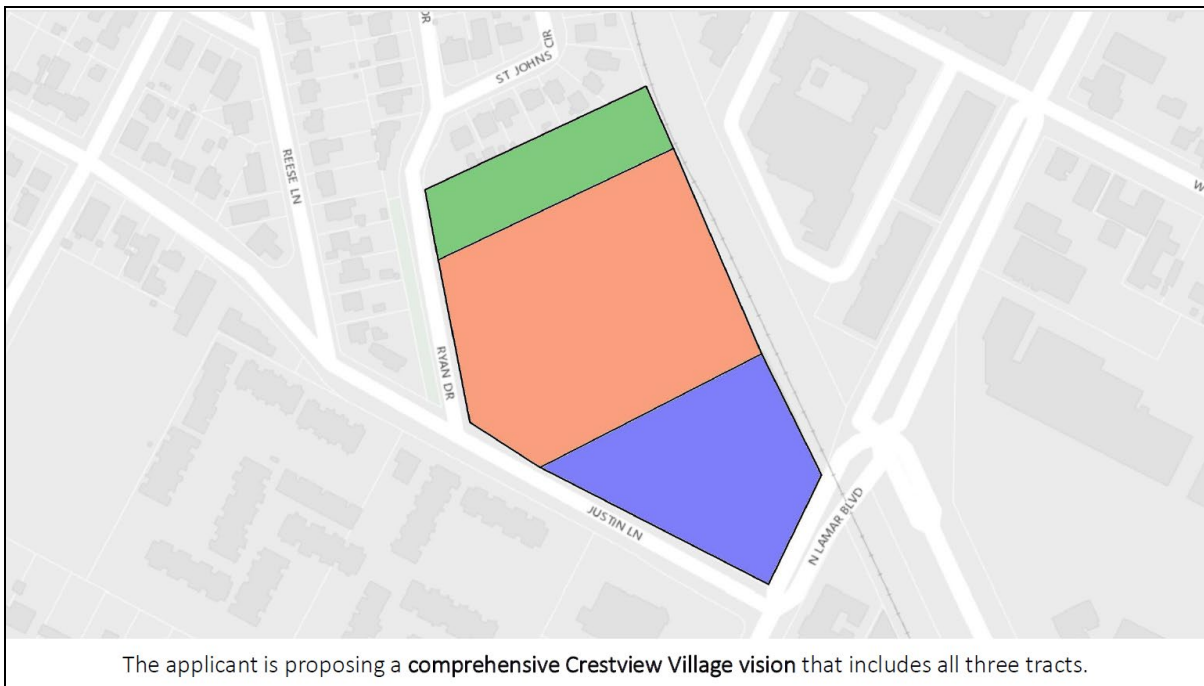 DR
ST JOHNS CIR
REESE LN
W
RYAN DR
JUSTIN LN
N LAMAR BLVD
The applicant is proposing a comprehensive Crestview Village vision that includes all three tracts.